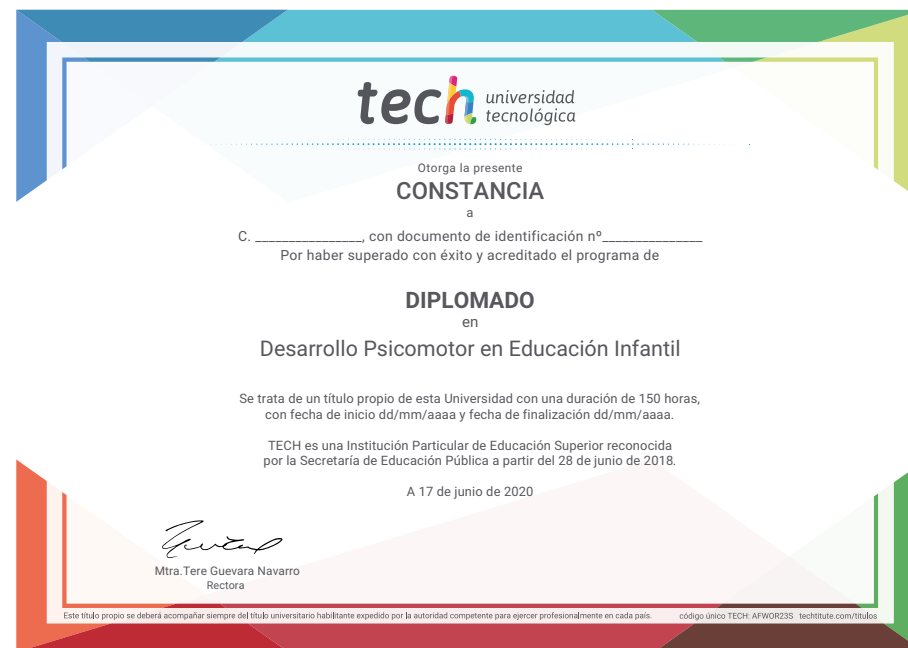 tech universidad
tecnológica
Otorga la presente
CONSTANCIA
a
C. ________________, con documento de identificación nº_______________
Por haber superado con éxito y acreditado el programa de
DIPLOMADO
en
Desarrollo Psicomotor en Educación Infantil
Se trata de un título propio de esta Universidad con una duración de 150 horas,
con fecha de inicio dd/mm/aaaa y fecha de finalización dd/mm/aaaa.
TECH es una Institución Particular de Educación Superior reconocida
por la Secretaría de Educación Pública a partir del 28 de junio de 2018.
A 17 de junio de 2020
Mtra.Tere Guevara Navarro
Rectora
Este título propio se deberá acompañar siempre del título universitario habilitante expedido por la autoridad competente para ejercer profesionalmente en cada país. código único TECH: AFWOR23S techtitute.com/titulos